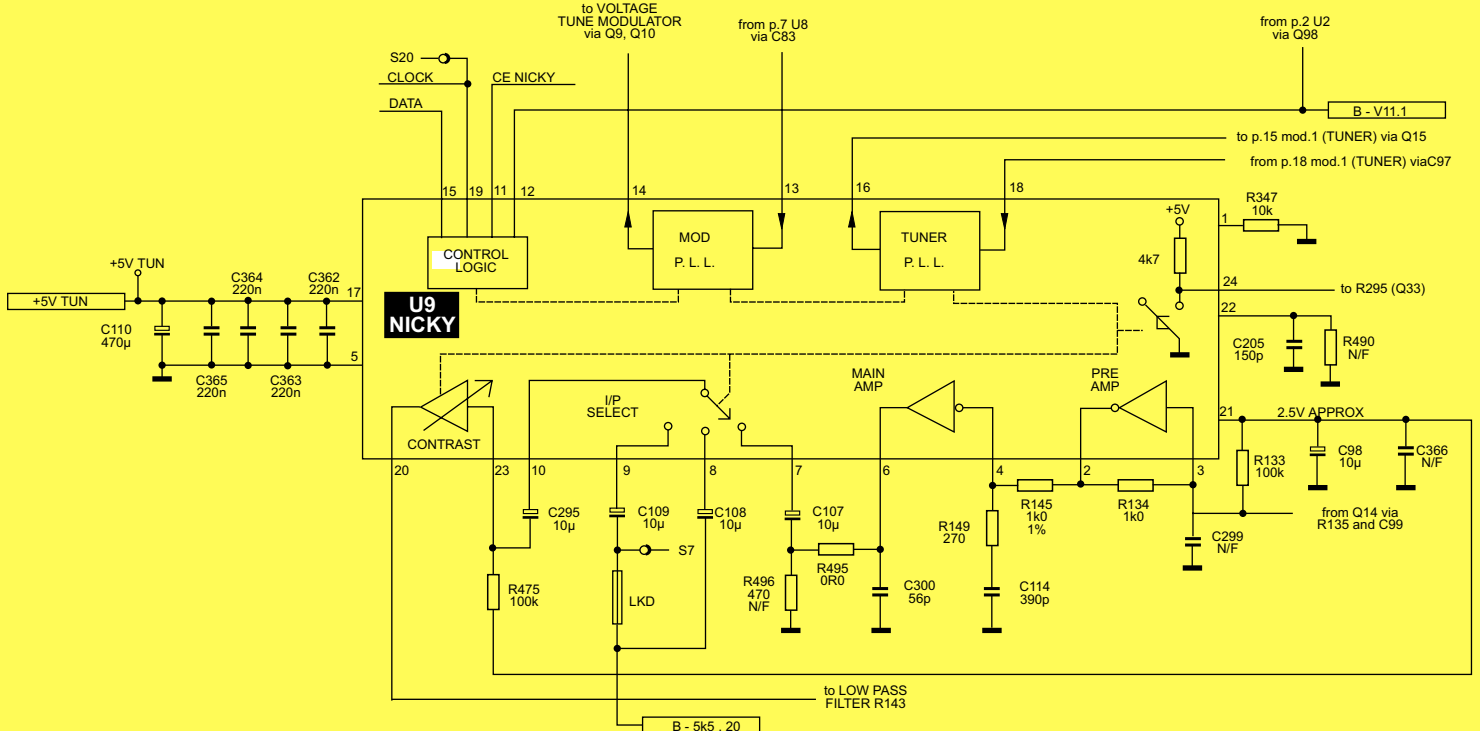 to VOLTAGE
TUNE MODULATOR
via Q9, Q10
from p.7 U8
via C83
from p.2 U2
via Q98
S20
CLOCK
CE NICKY
DATA
B - V11.1
to p.15 mod.1 (TUNER) via Q15
from p.18 mod.1 (TUNER) viaC97
15
19
11
12
14
13
16
18
R347
10k
1
+5V
CONTROL
LOGIC
MOD
P. L. L.
TUNER
P. L. L.
4k7
+5V TUN
+5V TUN
C364
220n
C362
220n
17
U9
NICKY
24
to R295 (Q33)
22
C110
470µ
C205
150p
R490
N/F
5
C365
220n
C363
220n
MAIN
AMP
PRE
AMP
I/P
SELECT
CONTRAST
21
2.5V APPROX
20
23
10
9
8
7
6
4
2
3
R133
100k
C98
10µ
C366
N/F
C295
10µ
C109
10µ
C108
10µ
C107
10µ
R149
270
R145
1k0
1%
R134
1k0
from Q14 via
R135 and C99
S7
R495
0R0
C299
N/F
R475
100k
LKD
R496
470
N/F
C300
56p
C114
390p
to LOW PASS
FILTER R143
B - 5k5 . 20